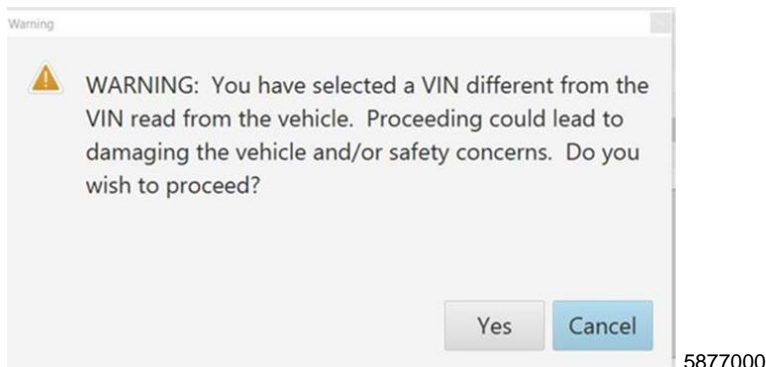 Warning
WARNING: You have selected a VIN different from the
VIN read from the vehicle. Proceeding could lead to
damaging the vehicle and/or safety concerns. Do you
wish to proceed?
Yes Cancel
5877000